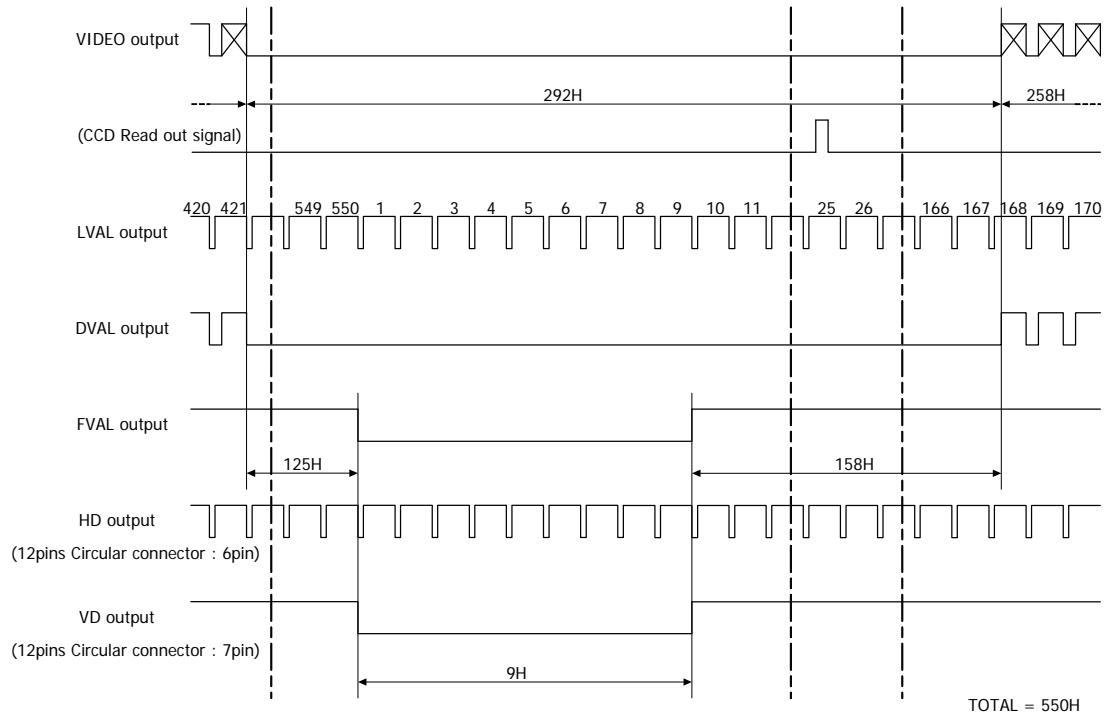 VIDEO output
292H
258H
(CCD Read out signal)
420 421 549 550 1 2 3 4 5 6 7 8 9 10 11 25 26 166 167 168 169 170
LVAL output
DVAL output
FVAL output
125H
158H
HD output
(12pins Circular connector : 6pin)
VD output
(12pins Circular connector : 7pin)
9H
TOTAL = 550H